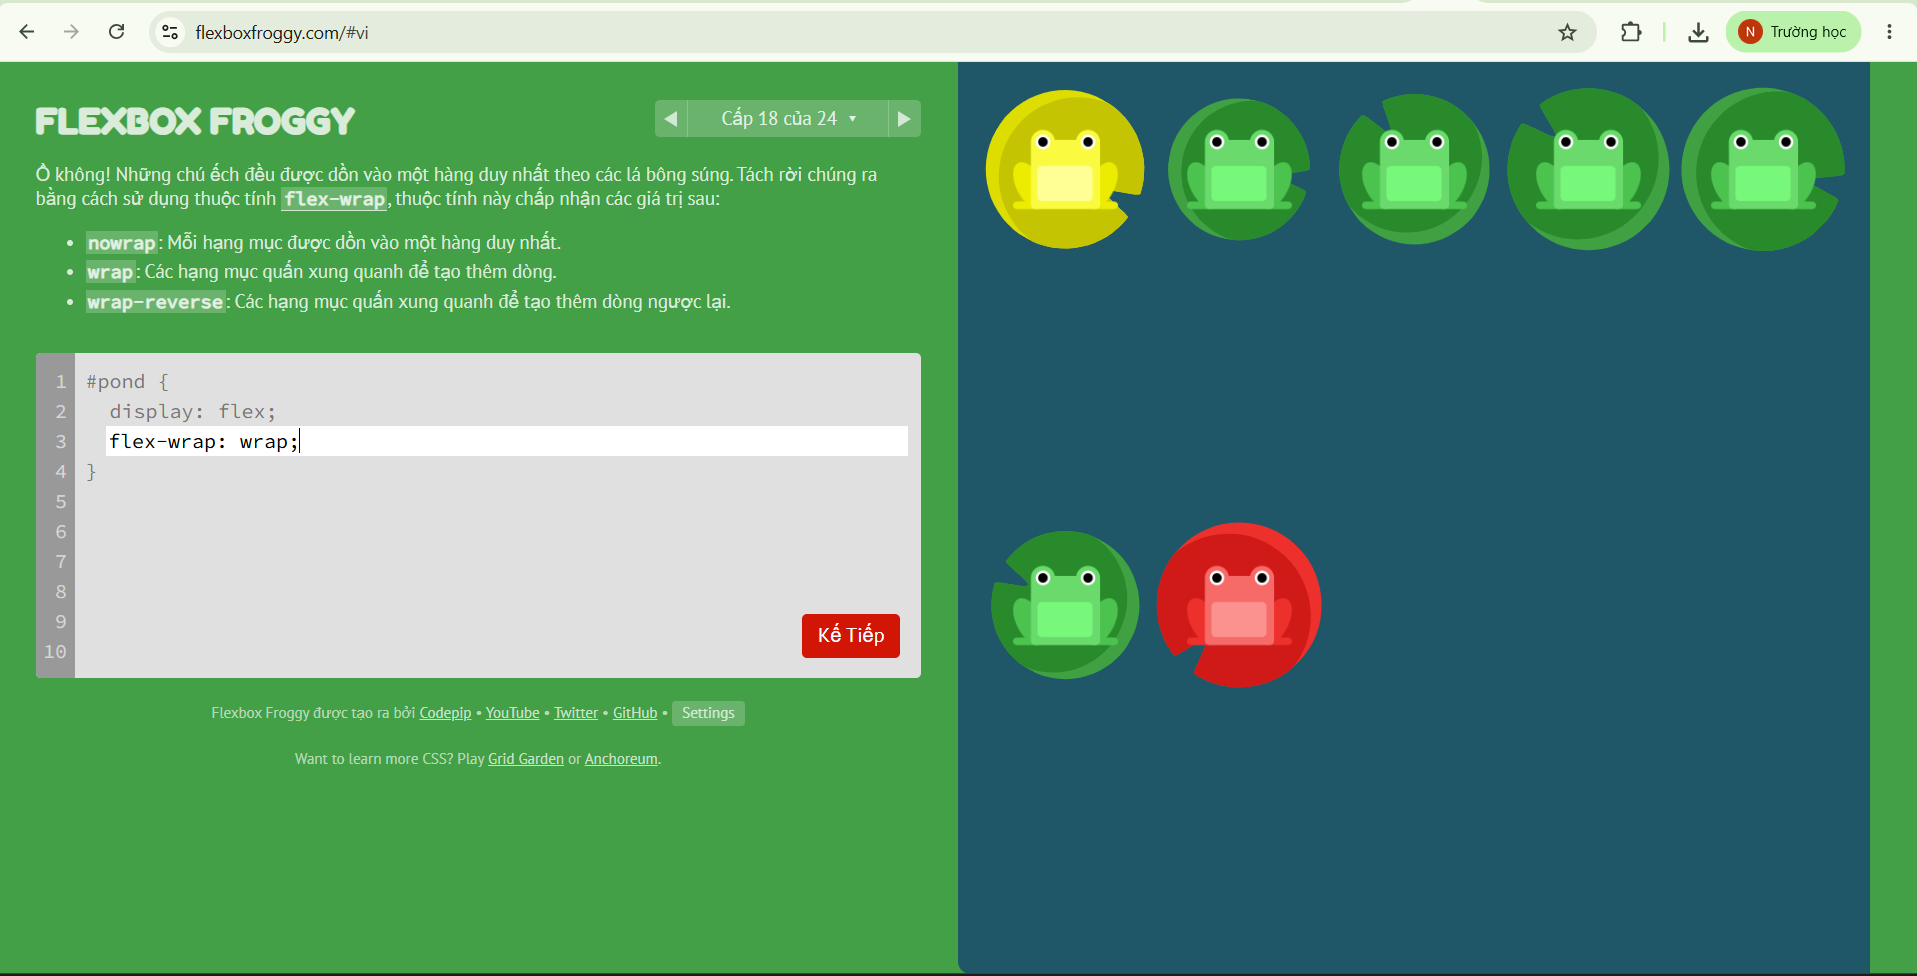 flexboxfroggy.com/#vi
N Trường học
FLEXBOX FROGGY
Cấp 18 của 24
Ồ không! Những chú ếch đều được dồn vào một hàng duy nhất theo các lá bông súng. Tách rời chúng ra
bằng cách sử dụng thuộc tính flex-wrap, thuộc tính này chấp nhận các giá trị sau:
• nowrap: Mỗi hạng mục được dồn vào một hàng duy nhất.
• wrap: Các hạng mục quấn xung quanh để tạo thêm dòng.
• wrap-reverse: Các hạng mục quấn xung quanh để tạo thêm dòng ngược lại.
1 #pond {
2 display: flex;
3 flex-wrap: wrap;
4 }
5
6
7
8
9
10
Kế Tiếp
Flexbox Froggy được tạo ra bởi Codepip • YouTube • Twitter • GitHub • Settings
Want to learn more CSS? Play Grid Garden or Anchoreum.